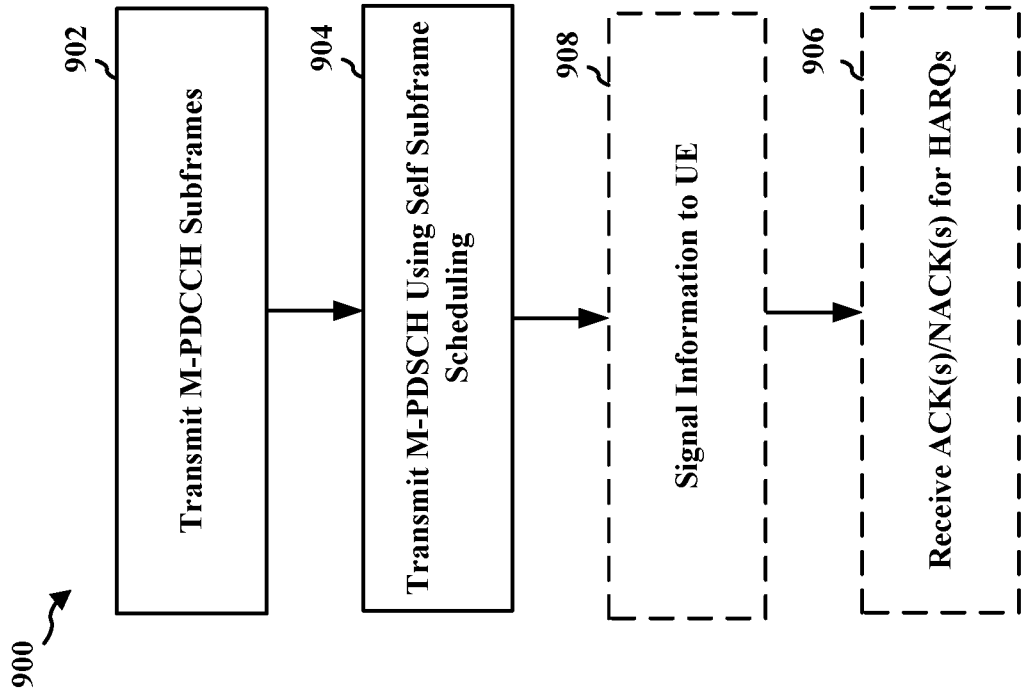 900
902
Transmit M-PDCCH Subframes
904
Transmit M-PDSCH Using Self Subframe
Scheduling
908
Signal Information to UE
906
Receive ACK(s)/NACK(s) for HARQs